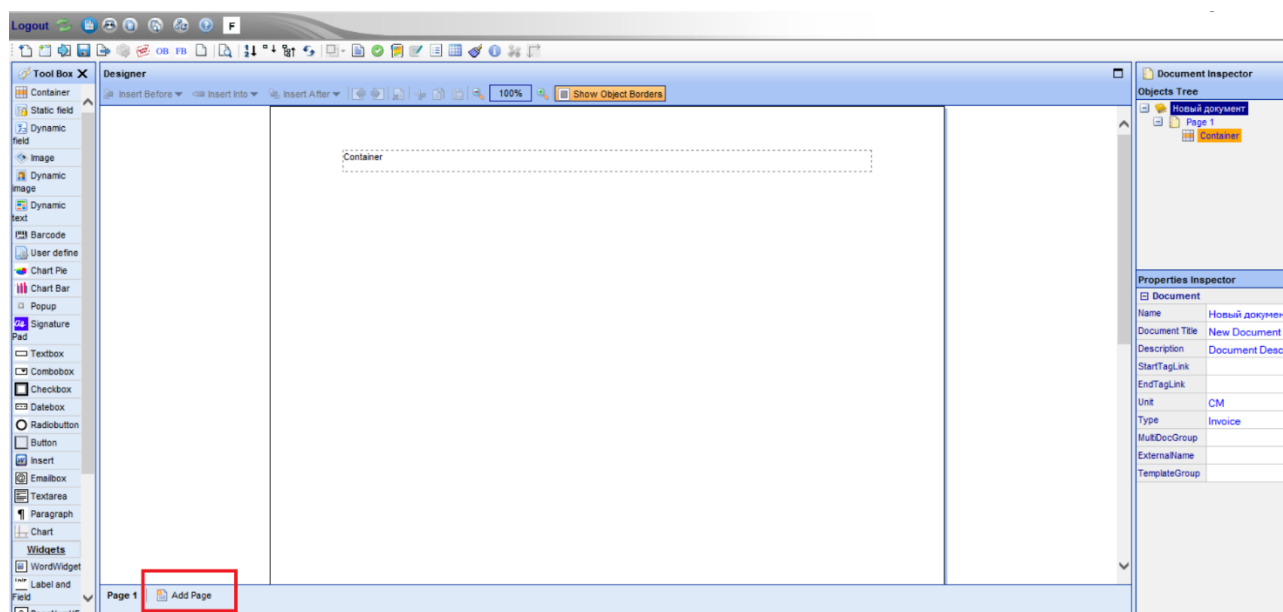 Logout
F
OB FB
Tool Box
Container
Static field
Dynamic
field
Image
Dynamic
image
Dynamic
text
Barcode
User define
Chart Pie
Chart Bar
Popup
Signature
Pad
Textbox
Combobox
Checkbox
Datebox
Radiobutton
Button
Insert
Emailbox
Textarea
Paragraph
Chart
Widgets
WordWidget
Label and
Field
Designer
Insert Before Insert Into Insert After 100% Show Object Borders
Container
Page 1 Add Page
Document Inspector
Objects Tree
Новый документ
Page 1
Container
Properties Inspector
Document
Name Новый докумен
Document Title New Document
Description Document Desc
StartTagLink
EndTagLink
Unit CM
Type Invoice
MultiDocGroup
ExternalName
TemplateGroup